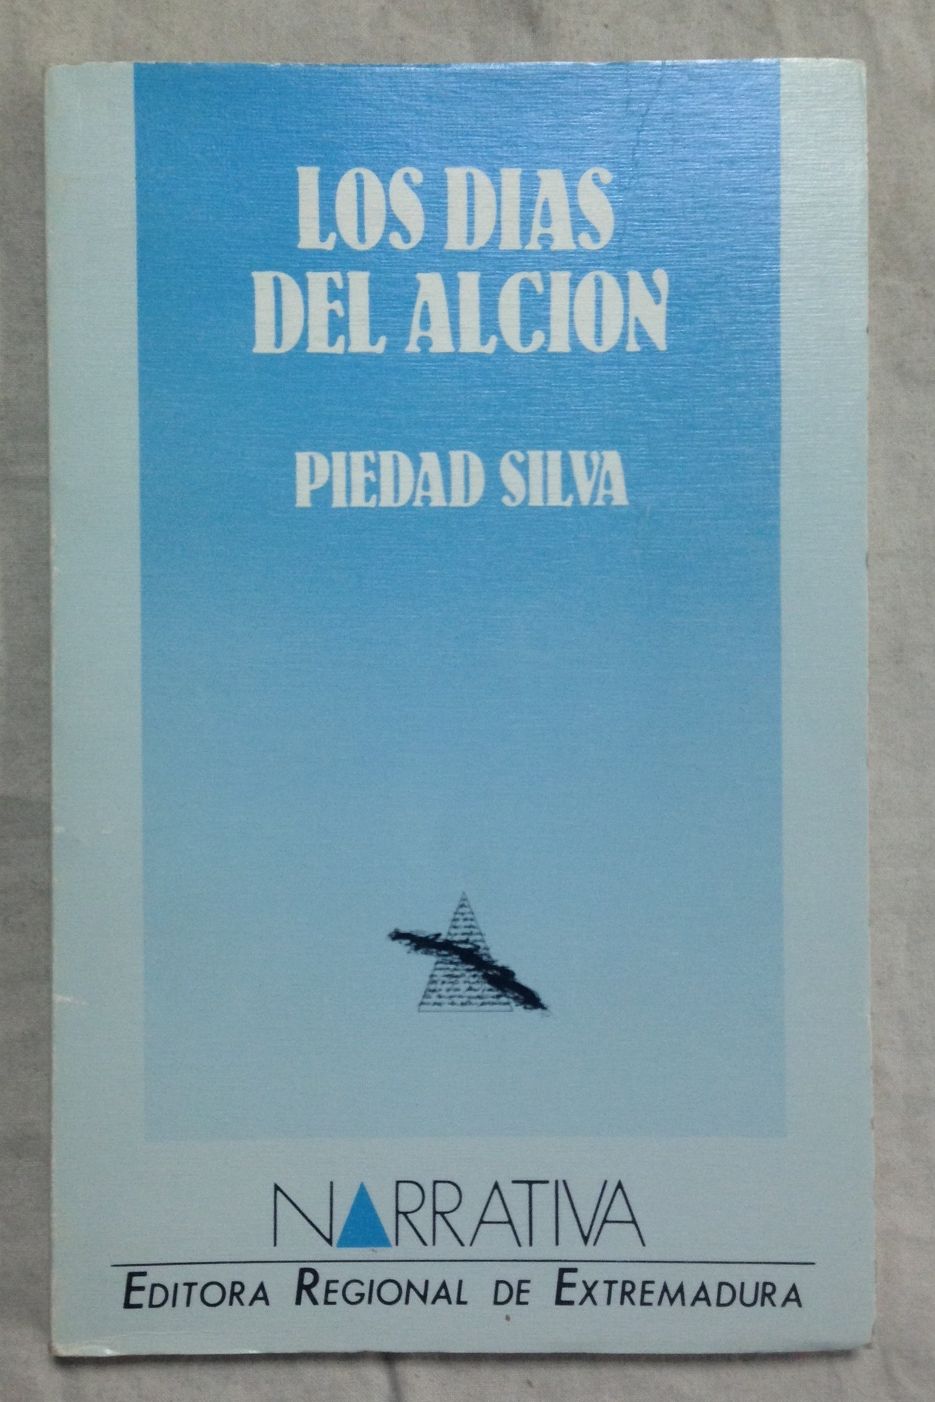 LOS DIAS
DEL ALCION
PIEDAD SILVA
NARRATIVA
EDITORA REGIONAL DE EXTREMADURA